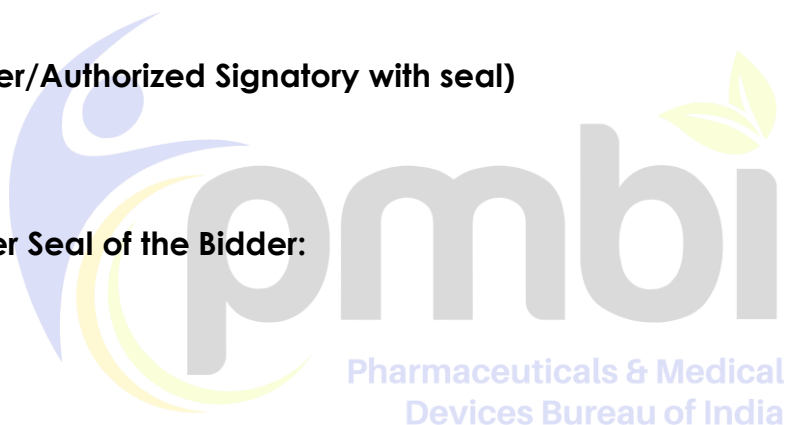 er/Authorized Signatory with seal)
er Seal of the Bidder:
pmbi
Pharmaceuticals & Medical
Devices Bureau of India